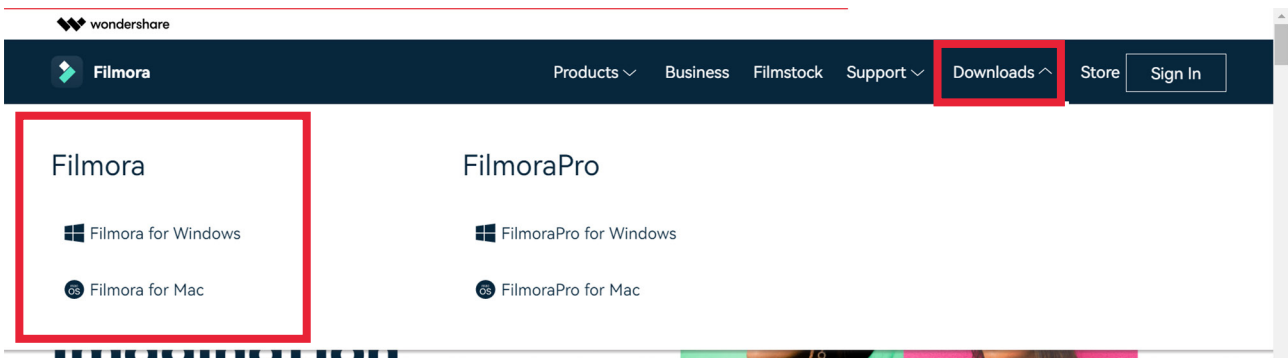 wondershare
Filmora Products Business Filmstock Support Downloads Store Sign In
Filmora FilmoraPro
Filmora for Windows FilmoraPro for Windows
Filmora for Mac FilmoraPro for Mac